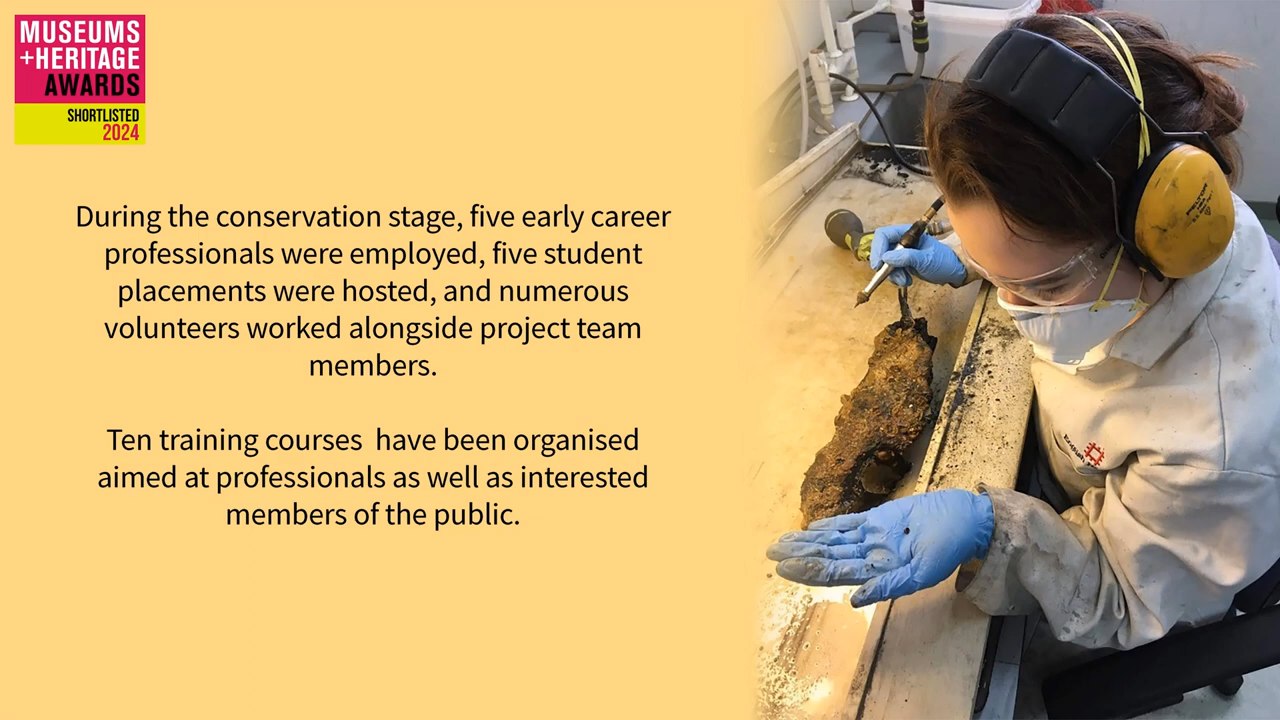 MUSEUMS
+HERITAGE
AWARDS
SHORTLISTED
2024
During the conservation stage, five early career
professionals were employed, five student
placements were hosted, and numerous
volunteers worked alongside project team
members.
Ten training courses  have been organised
aimed at professionals as well as interested
members of the public.
PELTOR
English